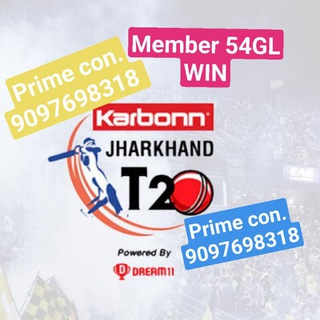 Member 54GL
WIN
Prime con.
9097698318
Karbonn
JHARKHAND
T20
Powered By
DREAM11
Prime con.
9097698318